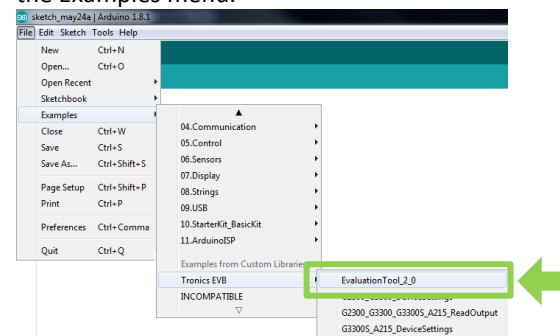 the Examples menu.
sketch_may24a | Arduino 1.8.1
File Edit Sketch Tools Help
New Ctrl+N
Open... Ctrl+O
Open Recent
Sketchbook
Examples
Close Ctrl+W
Save Ctrl+S
Save As... Ctrl+Shift+S
Page Setup Ctrl+Shift+P
Print Ctrl+P
Preferences Ctrl+Comma
Quit Ctrl+Q
04.Communication
05.Control
06.Sensors
07.Display
08.Strings
09.USB
10.StarterKit_BasicKit
11.ArduinoISP
Examples from Custom Libraries
Tronics EVB
INCOMPATIBLE
EvaluationTool_2_0
G2300_G3300_DeviceSettings
G2300_G3300_G3300S_A215_ReadOutput
G3300S_A215_DeviceSettings